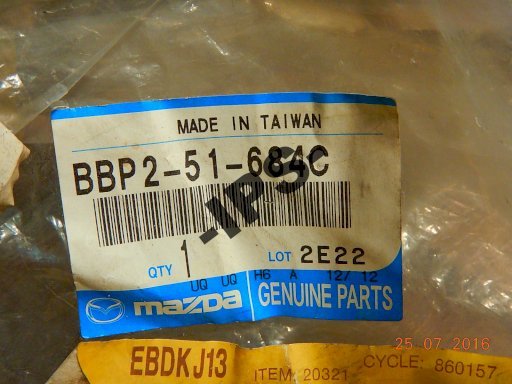 MADE IN TAIWAN
BBP2-51-684C
-IPS-
QTY 1 LOT 2E22
UQ UQ H6 A 12/ 12
mazda GENUINE PARTS
25 07 2016
EBDKJ13 ITEM: 20321 CYCLE: 860157